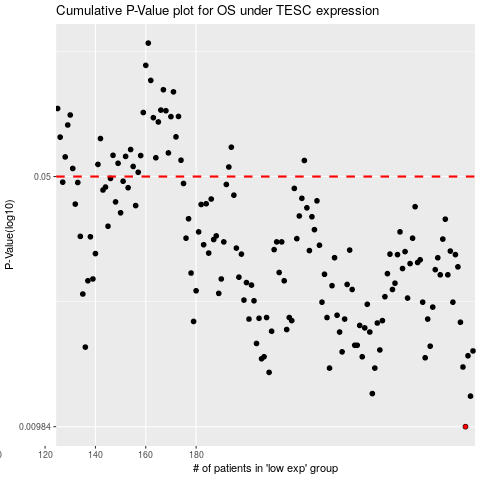 Cumulative P-Value plot for OS under TESC expression
P-Value(log10)
0.05
0.00984
0
120
140
160
180
# of patients in 'low exp' group